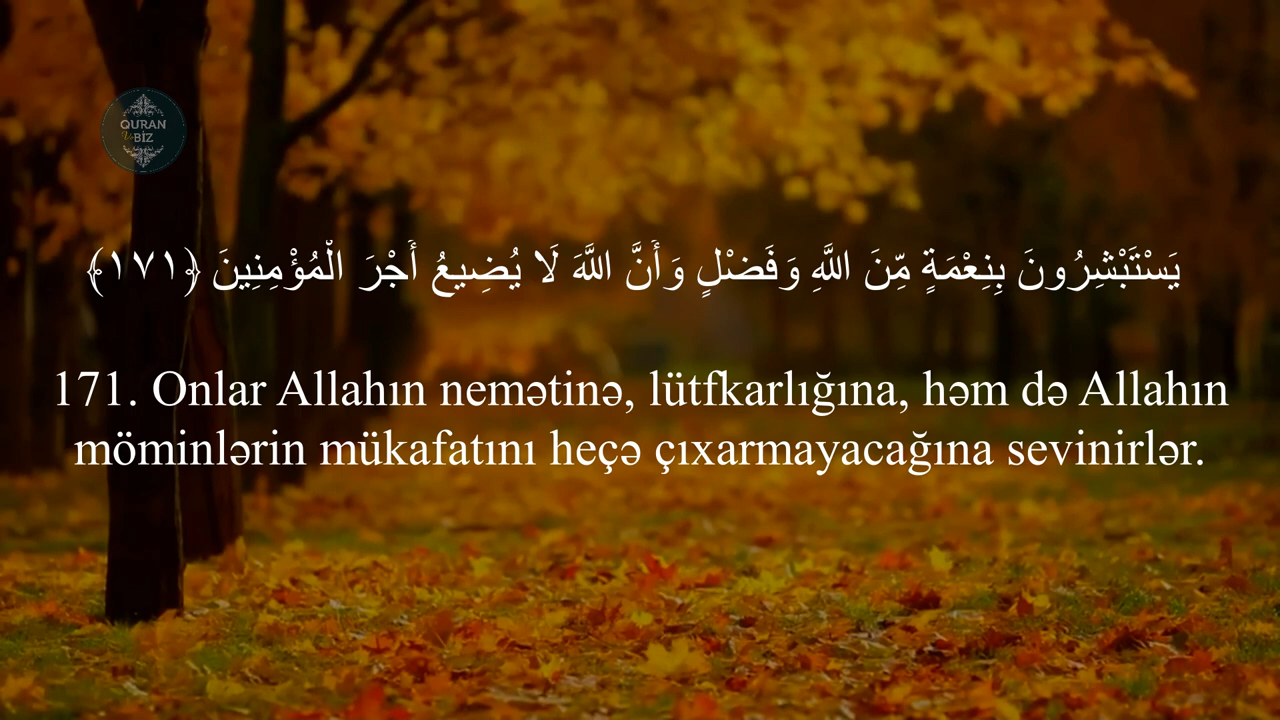 QURAN
Və
BİZ
يَسْتَبْشِرُونَ بِنِعْمَةٍ مِّنَ اللَّهِ وَفَضْلٍ وَأَنَّ اللَّهَ لَا يُضِيعُ أَجْرَ الْمُؤْمِنِينَ ﴿١٧١﴾
171. Onlar Allahın nemətinə, lütfkarlığına, həm də Allahın
möminlərin mükafatını heçə çıxarmayacağına sevinirlər.